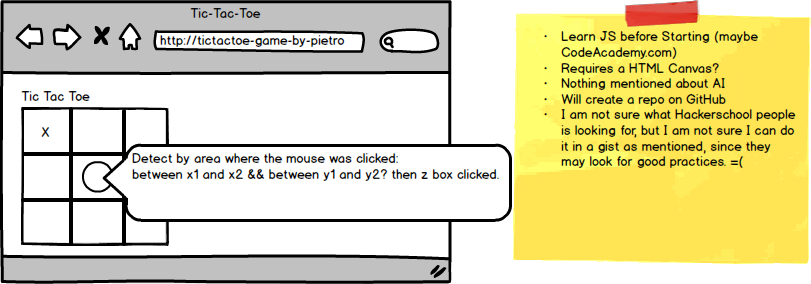 Tic-Tac-Toe
http://tictactoe-game-by-pietro
Tic Tac Toe
X
Detect by area where the mouse was clicked:
between x1 and x2 && between y1 and y2? then z box clicked.
· Learn JS before Starting (maybe
CodeAcademy.com)
· Requires a HTML Canvas?
· Nothing mentioned about AI
· Will create a repo on GitHub
· I am not sure what Hackerschool people
is looking for, but I am not sure I can do
it in a gist as mentioned, since they
may look for good practices. =(